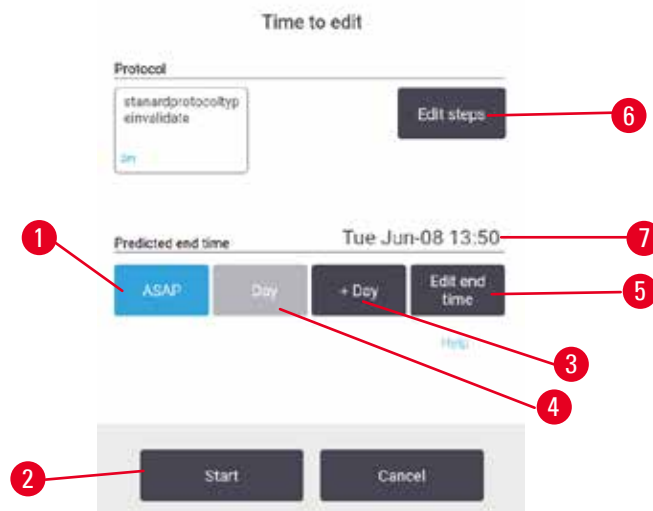 Time to edit
Protocol
stanardprotocoltyp
einvalidate
Edit steps
6
1
Predicted end time
Tue Jun-08 13:50
7
ASAP
Day
+ Day
Edit end
time
5
Help
3
4
2
Start
Cancel